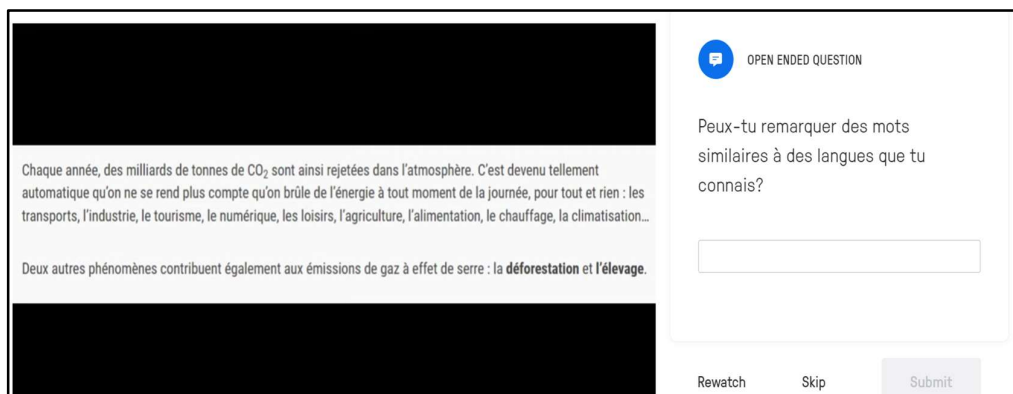 Chaque année, des milliards de tonnes de CO₂ sont ainsi rejetées dans l'atmosphère. C'est devenu tellement
automatique qu'on ne se rend plus compte qu'on brûle de l'énergie à tout moment de la journée, pour tout et rien : les
transports, l'industrie, le tourisme, le numérique, les loisirs, l'agriculture, l'alimentation, le chauffage, la climatisation...
Deux autres phénomènes contribuent également aux émissions de gaz à effet de serre : la déforestation et l'élevage.
OPEN ENDED QUESTION
Peux-tu remarquer des mots
similaires à des langues que tu
connais?
Rewatch
Skip
Submit